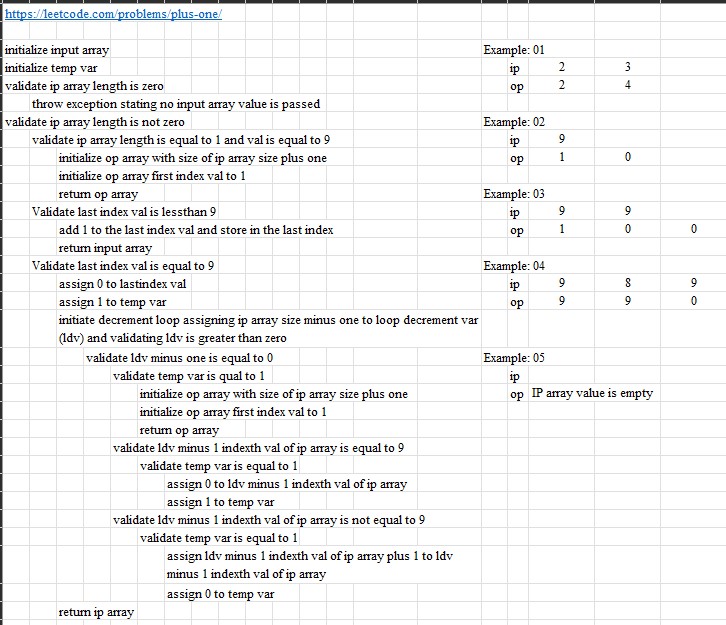 https://leetcode.com/problems/plus-one/
initialize input array Example: 01
initialize temp var ip 2 3
validate ip array length is zero op 2 4
throw exception stating no input array value is passed
validate ip array length is not zero Example: 02
validate ip array length is equal to 1 and val is equal to 9 ip 9
initialize op array with size of ip array size plus one op 1 0
initialize op array first index val to 1
return op array Example: 03
Validate last index val is lessthan 9 ip 9 9
add 1 to the last index val and store in the last index op 1 0 0
return input array
Validate last index val is equal to 9 Example: 04
assign 0 to lastindex val ip 9 8 9
assign 1 to temp var op 9 9 0
initiate decrement loop assigning ip array size minus one to loop decrement var
(ldv) and validating ldv is greater than zero
validate ldv minus one is equal to 0 Example: 05
validate temp var is qual to 1 ip
initialize op array with size of ip array size plus one op IP array value is empty
initialize op array first index val to 1
return op array
validate ldv minus 1 indexth val of ip array is equal to 9
validate temp var is equal to 1
assign 0 to ldv minus 1 indexth val of ip array
assign 1 to temp var
validate ldv minus 1 indexth val of ip array is not equal to 9
validate temp var is equal to 1
assign ldv minus 1 indexth val of ip array plus 1 to ldv
minus 1 indexth val of ip array
assign 0 to temp var
return ip array